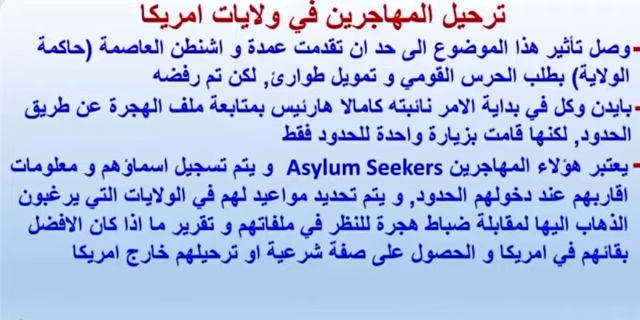 ترحيل المهاجرين في ولايات امريكا
-وصل تأثير هذا الموضوع الى حد ان تقدمت عمدة و اشنطن العاصمة (حاكمة
الولاية) بطلب الحرس القومي و تمويل طوارئ, لكن تم رفضه
-بايدن وكل في بداية الامر نائبته كامالا هارئيس بمتابعة ملف الهجرة عن طريق
الحدود, لكنها قامت بزيارة واحدة للحدود فقط
-يعتبر هؤلاء المهاجرين Asylum Seekers و يتم تسجيل اسماؤهم و معلومات
اقاربهم عند دخولهم الحدود, و يتم تحديد مواعيد لهم في الولايات التي يرغبون
الذهاب اليها لمقابلة ضباط هجرة للنظر في ملفاتهم و تقرير ما اذا كان الافضل
بقائهم في امريكا و الحصول على صفة شرعية او ترحيلهم خارج امريكا